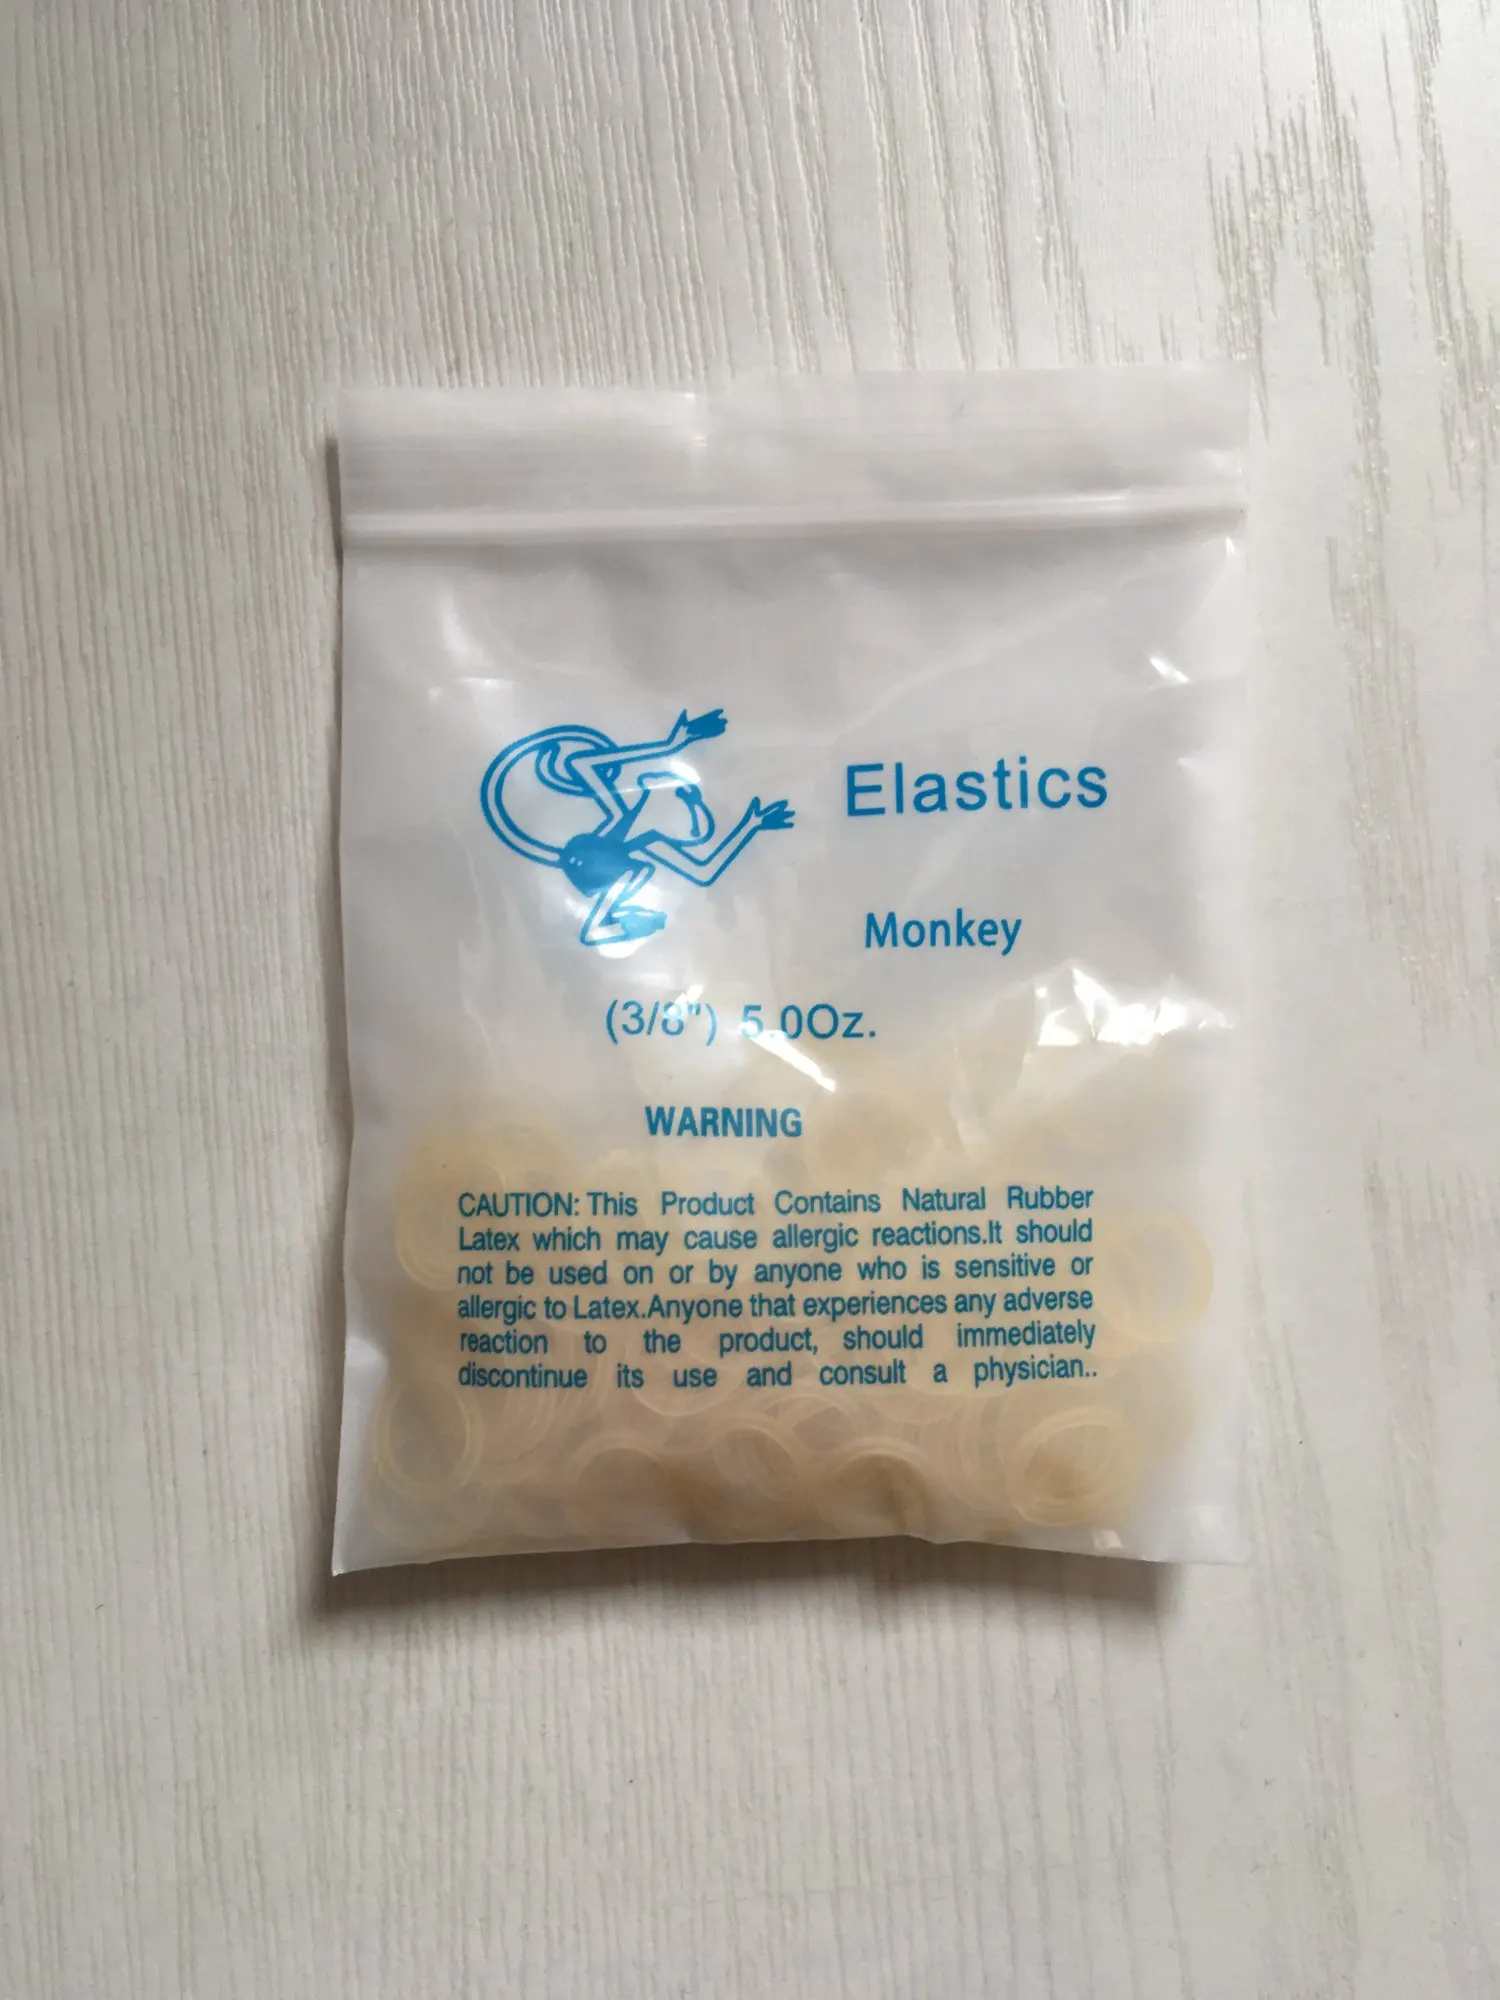 Elastics
Monkey
(3/8") 5.0Oz.
WARNING
CAUTION: This Product Contains Natural Rubber
Latex which may cause allergic reactions.It should
not be used on or by anyone who is sensitive or
allergic to Latex.Anyone that experiences any adverse
reaction to the product, should immediately
discontinue its use and consult a physician..